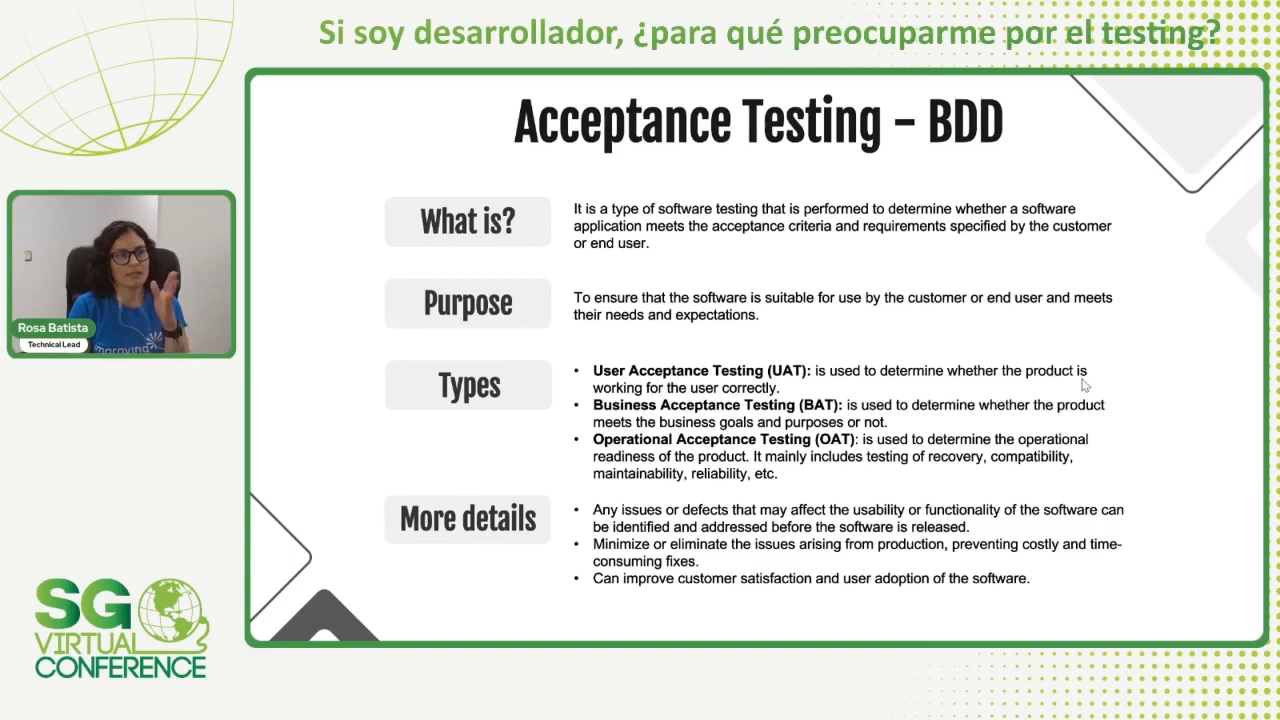 Si soy desarrollador, ¿para qué preocuparme por el testing?
Acceptance Testing - BDD
What is?
It is a type of software testing that is performed to determine whether a software
application meets the acceptance criteria and requirements specified by the customer
or end user.
Purpose
To ensure that the software is suitable for use by the customer or end user and meets
their needs and expectations.
Types
• User Acceptance Testing (UAT): is used to determine whether the product is
working for the user correctly.
• Business Acceptance Testing (BAT): is used to determine whether the product
meets the business goals and purposes or not.
• Operational Acceptance Testing (OAT): is used to determine the operational
readiness of the product. It mainly includes testing of recovery, compatibility,
maintainability, reliability, etc.
More details
• Any issues or defects that may affect the usability or functionality of the software can
be identified and addressed before the software is released.
• Minimize or eliminate the issues arising from production, preventing costly and time-
consuming fixes.
• Can improve customer satisfaction and user adoption of the software.
Rosa Batista
Technical Lead
SG
VIRTUAL
CONFERENCE